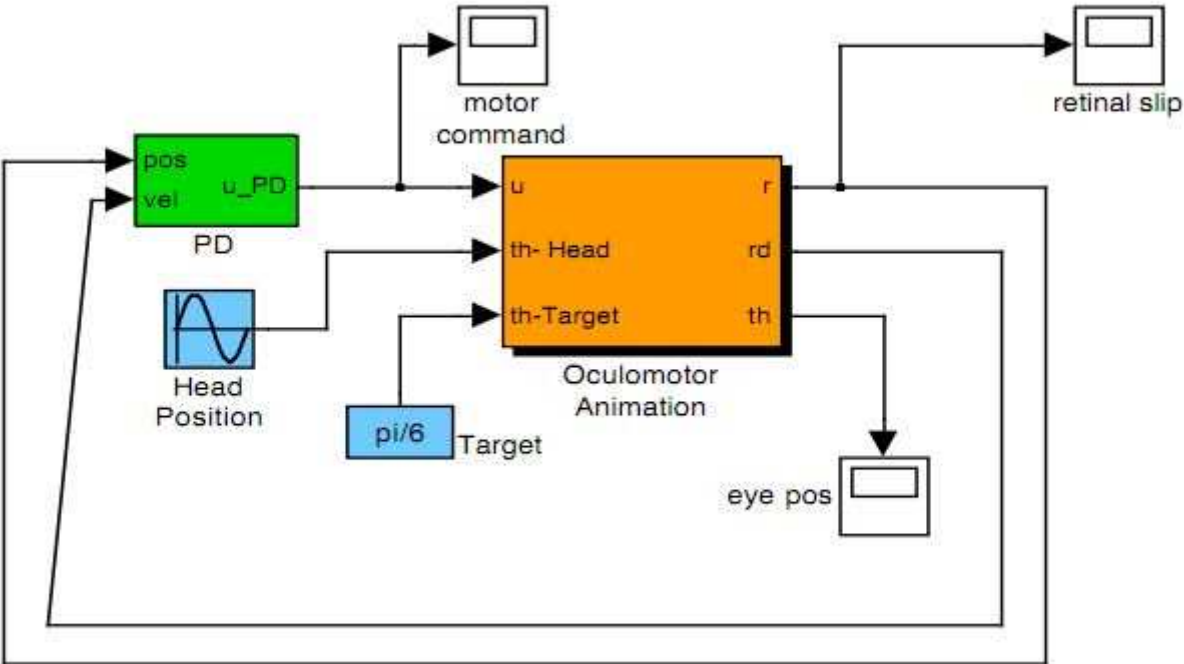 motor
command
retinal slip
pos
vel
u_PD
PD
u
th- Head
th-Target
r
rd
th
Oculomotor
Animation
Head
Position
pi/6
Target
eye pos